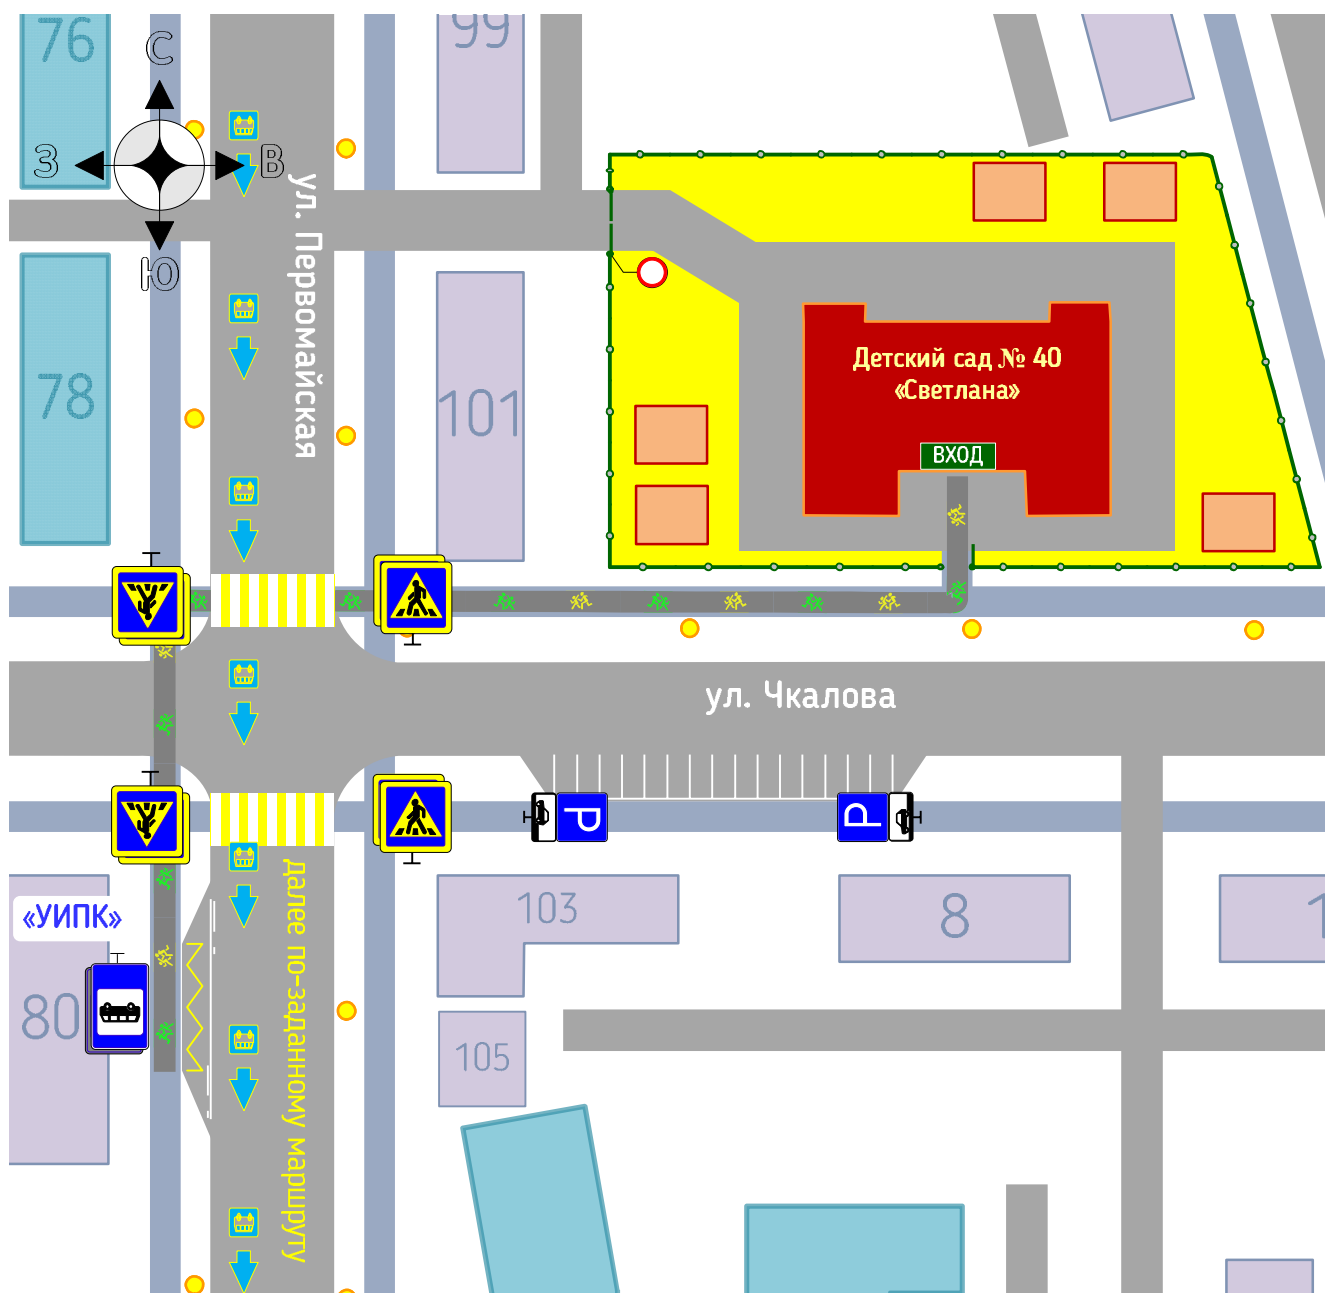 76
99
С
З
В
Ю
ул. Первомайская
78
101
Детский сад № 40
«Светлана»
ВХОД
ул. Чкалова
P
P
«УИПК»
80
далее по-заданному маршруту
103
8
1
105